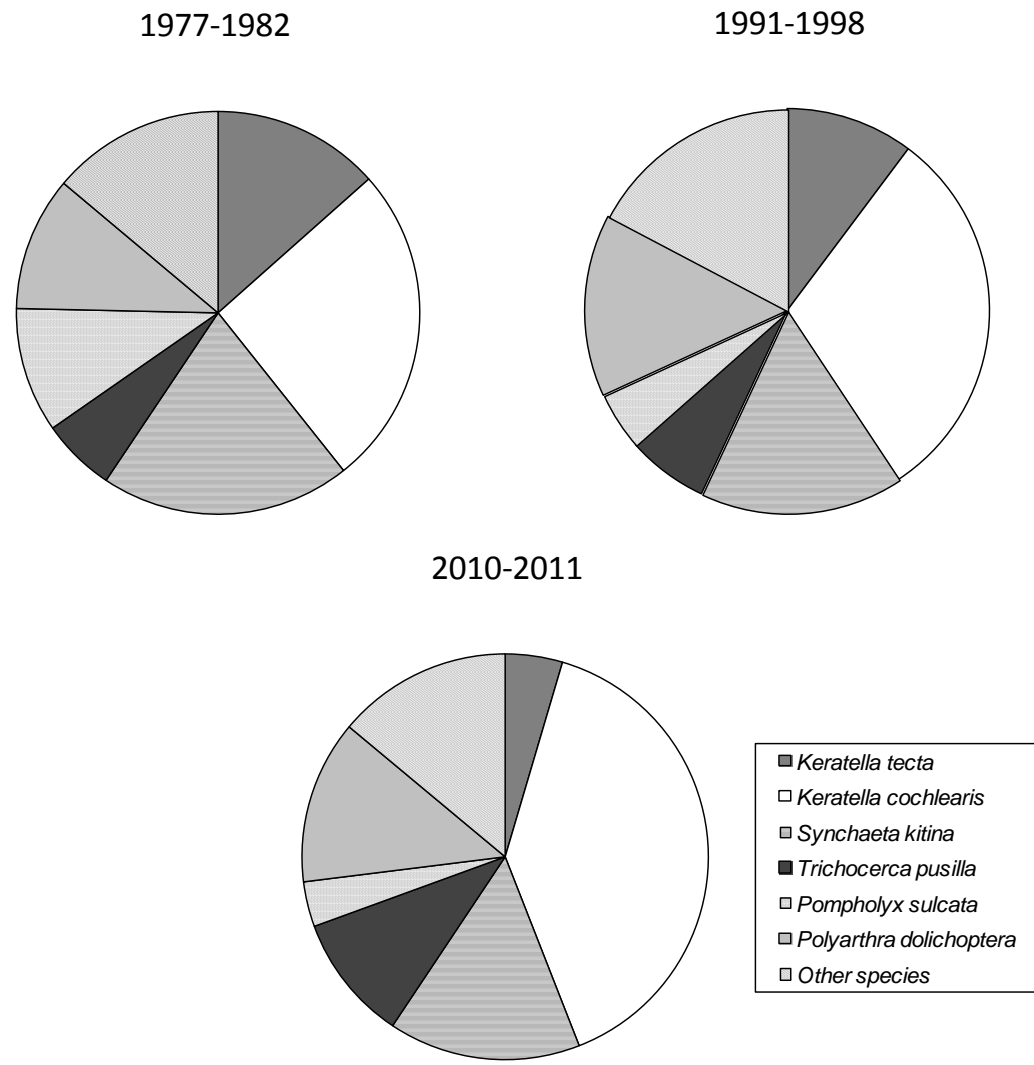 1977-1982
1991-1998
2010-2011
Keratella tecta
Keratella cochlearis
Synchaeta kitina
Trichocerca pusilla
Pompholyx sulcata
Polyarthra dolichoptera
Other species